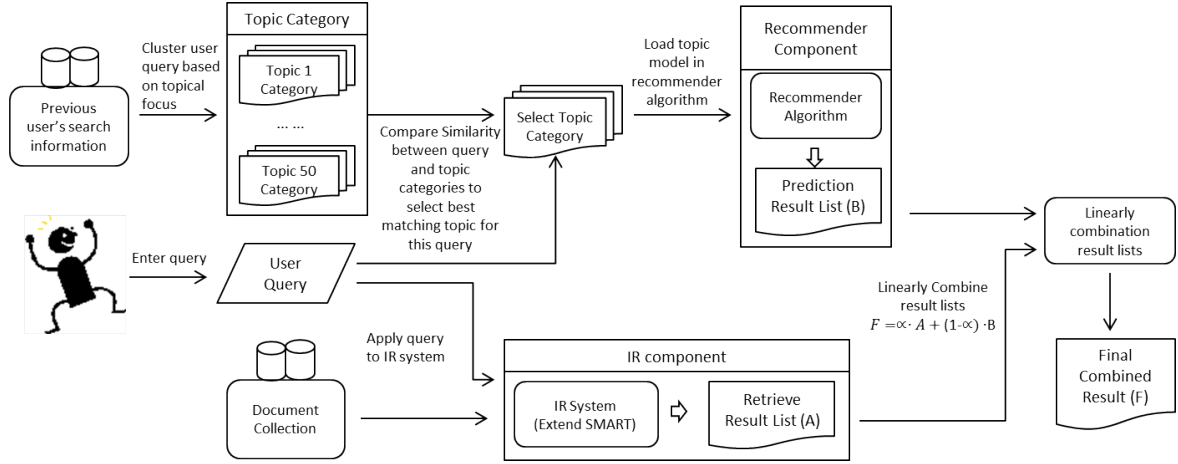 Previous
user's search
information
Cluster user
query based
on topical
focus
Topic Category
Topic 1
Category
... ...
Topic 50
Category
Compare Similarity
between query
and topic
categories to
select best
matching topic for
this query
Select Topic
Category
Load topic
model in
recommender
algorithm
Recommender
Component
Recommender
Algorithm
Prediction
Result List (B)
Enter query
User
Query
Apply query
to IR system
Document
Collection
IR component
IR System
(Extend SMART)
Retrieve
Result List (A)
Linearly Combine
result lists
F =∝· A + (1-∝) ·B
Linearly
combination
result lists
Final
Combined
Result (F)